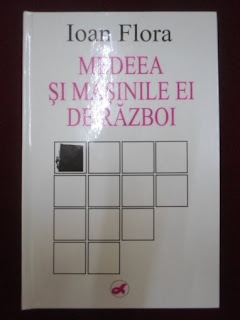 Ioan Flora
MEDEEA
ȘI MAȘINILE EI
DE RĂZBOI